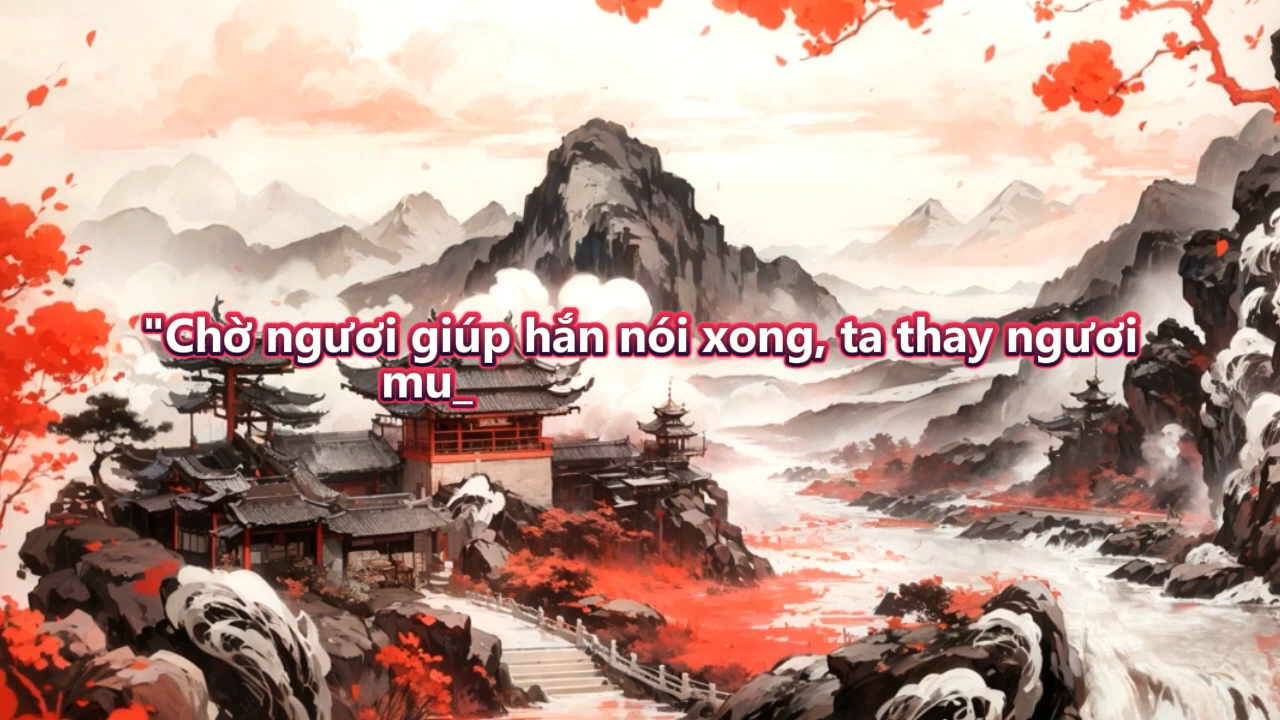 "Chờ ngươi giúp hắn nói xong, ta thay ngươi
mu_